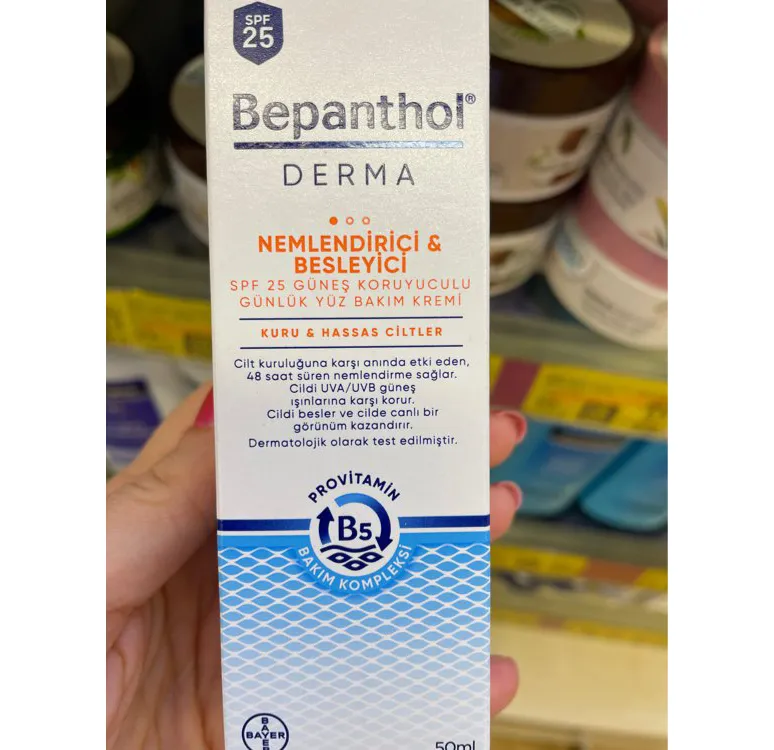 SPF
25
Bepanthol®
DERMA
NEMLENDİRİCİ &
BESLEYİCİ
SPF 25 GÜNEŞ KORUYUCULU
GÜNLÜK YÜZ BAKIM KREMİ
KURU & HASSAS CİLTLER
Cilt kuruluğuna karşı anında etki eden,
48 saat süren nemlendirme sağlar.
Cildi UVA/UVB güneş
ışınlarına karşı korur.
Cildi besler ve cilde canlı bir
görünüm kazandırır.
Dermatolojik olarak test edilmiştir.
PROVİTAMİN
B5
BAKIM KOMPLEKSİ
BAYER
50ml